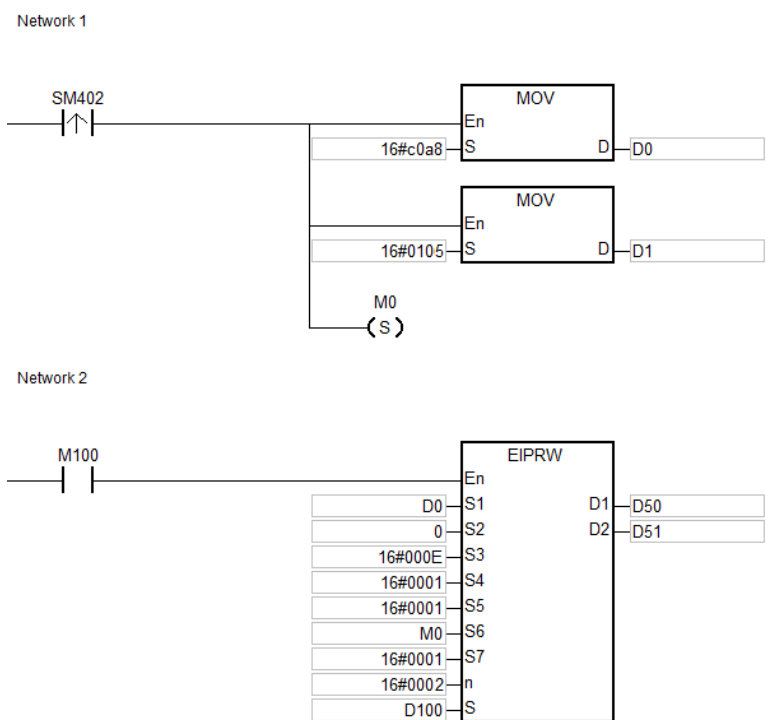 Network 1
SM402
MOV
En
16#c0a8 S D D0
MOV
En
16#0105 S D D1
M0
( S )
Network 2
M100
EIPRW
En
D0 S1 D1 D50
0 S2 D2 D51
16#000E S3
16#0001 S4
16#0001 S5
M0 S6
16#0001 S7
16#0002 n
D100 S